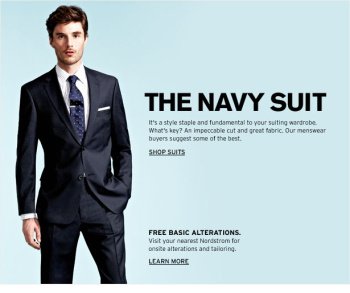 THE NAVY SUIT
It's a style staple and fundamental to your suiting wardrobe.
What's key? An impeccable cut and great fabric. Our menswear
buyers suggest some of the best.
SHOP SUITS
FREE BASIC ALTERATIONS.
Visit your nearest Nordstrom for
onsite alterations and tailoring.
LEARN MORE